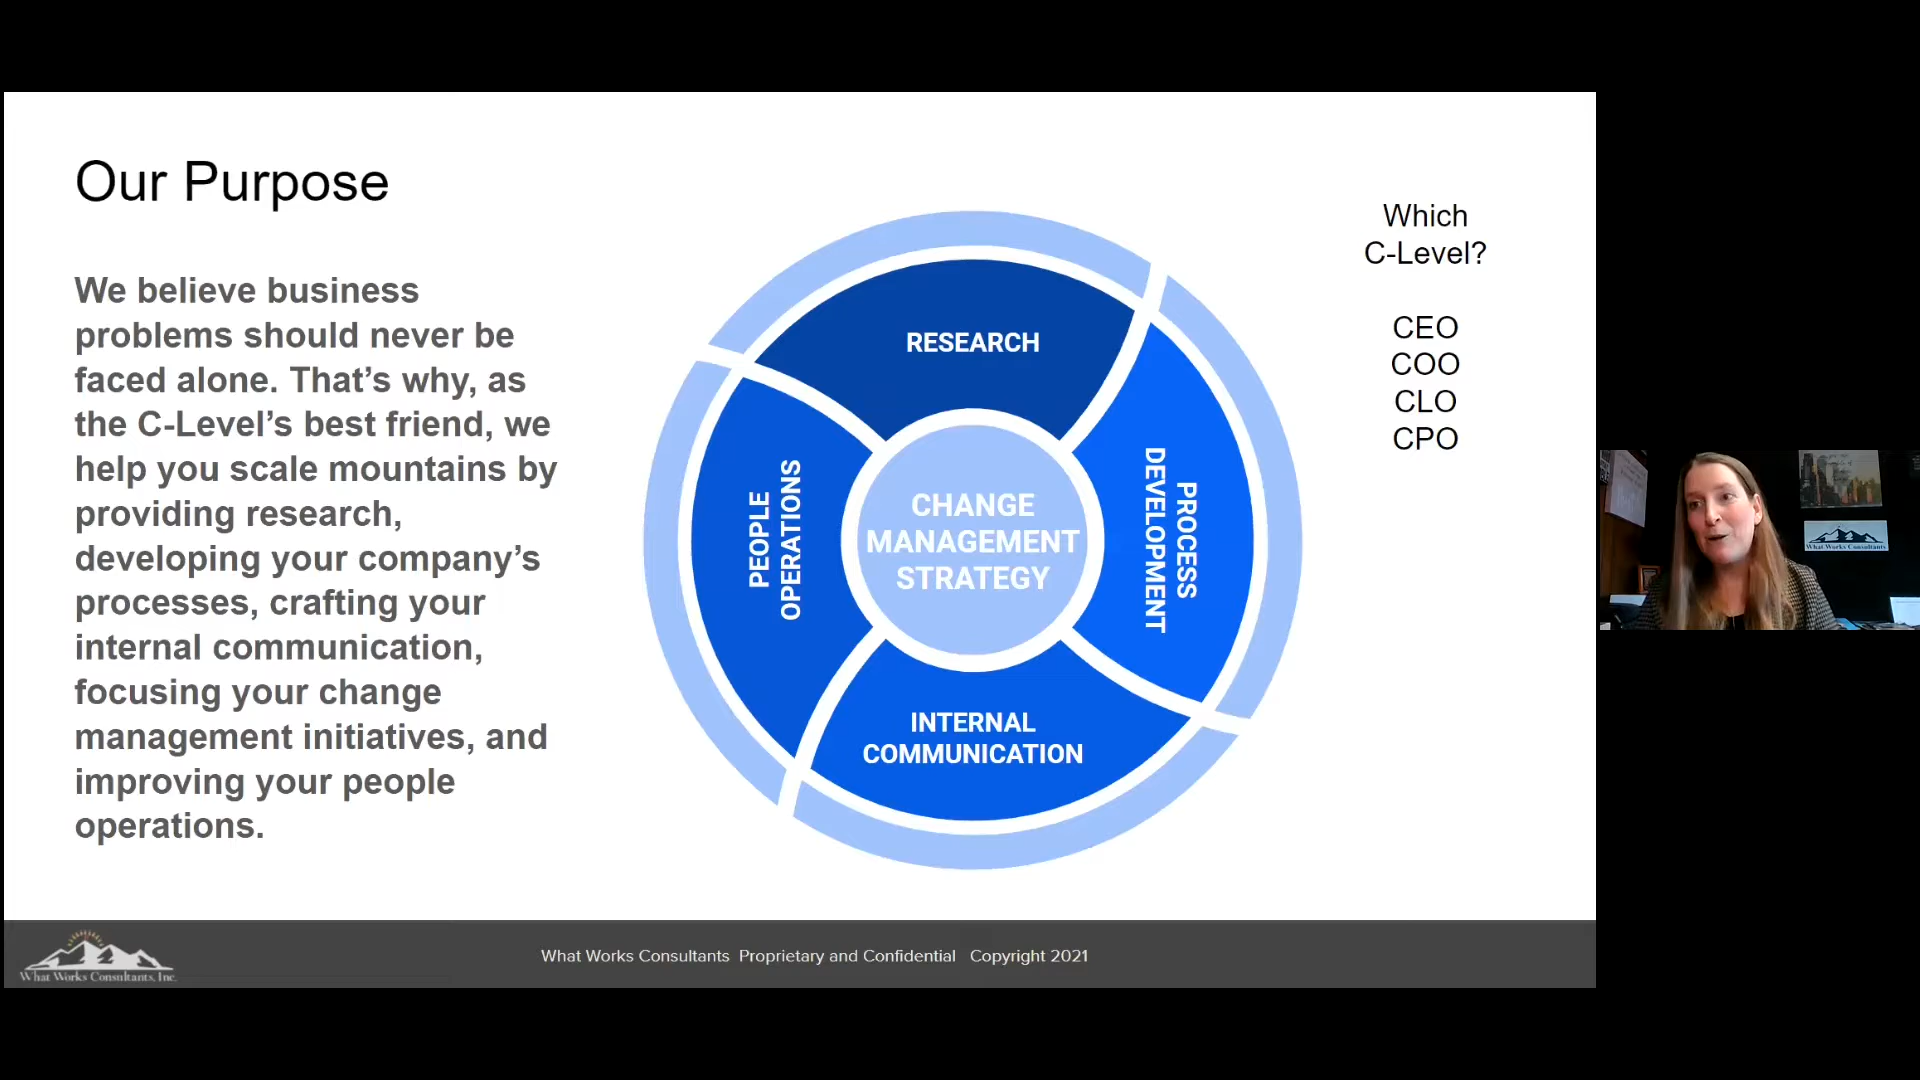 Our Purpose
We believe business
problems should never be
faced alone. That’s why, as
the C-Level’s best friend, we
help you scale mountains by
providing research,
developing your company’s
processes, crafting your
internal communication,
focusing your change
management initiatives, and
improving your people
operations.
RESEARCH
PROCESS
DEVELOPMENT
INTERNAL
COMMUNICATION
PEOPLE
OPERATIONS
CHANGE
MANAGEMENT
STRATEGY
Which
C-Level?
CEO
COO
CLO
CPO
What Works Consultants
What Works Consultants, Inc.
What Works Consultants Proprietary and Confidential Copyright 2021